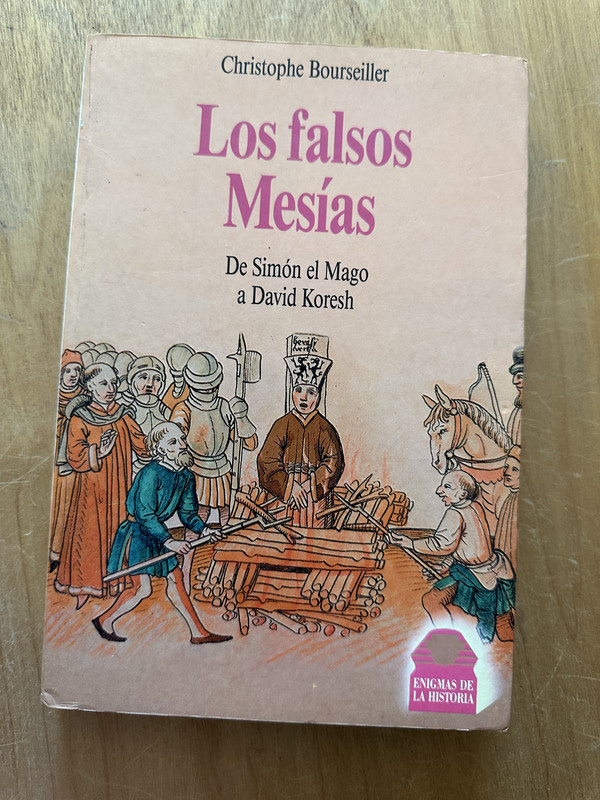 Christophe Bourseiller
Los falsos
Mesías
De Simón el Mago
a David Koresh
ENIGMAS DE
LA HISTORIA